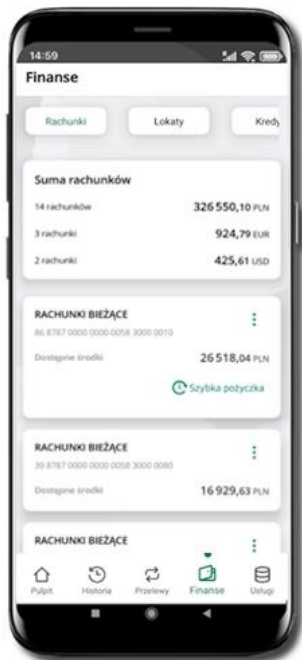 14:59
Finanse
Rachunki Lokaty Kredy
Suma rachunków
14 rachunków 326 550,10 PLN
3 rachunki 924,79 EUR
2 rachunki 425,61 USD
RACHUNKI BIEŻĄCE
86 8787 0000 0000 0058 3000 0010
Dostępne środki 26 518,04 PLN
Szybka pożyczka
RACHUNKI BIEŻĄCE
39 8787 0000 0000 0058 3000 0080
Dostępne środki 16 929,63 PLN
RACHUNKI BIEŻĄCE
Pulpit Historia Przelewy Finanse Usługi